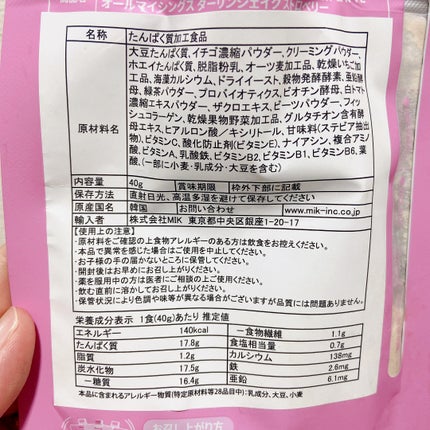 オールマイシングス ダーリンシェイク ストロベリー
名称 たんぱく質加工食品
原材料名
大豆たんぱく質、イチゴ濃縮パウダー、クリーミングパウダー、
ホエイたんぱく質、脱脂粉乳、オーツ麦加工品、乾燥いちご加
工品、海藻カルシウム、ドライイースト、穀物発酵酵素、亜鉛酵
母、緑茶パウダー、プロバイオティクス、ビオチン酵母、白トマト
濃縮エキスパウダー、ザクロエキス、ビーツパウダー、フィッ
シュコラーゲン、乾燥果物野菜加工品、グルタチオン含有酵
母エキス、ヒアルロン酸／キシリトール、甘味料(ステビア抽出
物)、ビタミンC、酸化防止剤(ビタミンE)、ナイアシン、複合アミノ
酸、ビタミンA、乳酸鉄、ビタミンB2、ビタミンB1、ビタミンB6、葉
酸、(一部に小麦・乳成分・大豆を含む)
内容量 40g 賞味期限 枠外下部に記載
保存方法 直射日光、高温多湿を避けて保存してください
原産国名 韓国 お問い合わせ www.mik-inc.co.jp
輸入者 株式会社MIK 東京都中央区銀座1-20-17
【使用上の注意】
・原材料をご確認の上食物アレルギーのある方は飲食をお控えください。
・本品で異常を感じた場合はご使用を中止してください。
・お子様の手の届かないところに保管してください。
・開封後はお早めにお召し上がりください。
・薬を服用中の方は医師にご相談の上ご使用ください。
・飲む直前に溶かしてお召し上がりください。
・保管状況により色調や味等が異なる場合がございますが品質には問題ありません。
栄養成分表示 1食(40g)あたり 推定値
エネルギー 140kcal
たんぱく質 17.8g
脂質 1.2g
炭水化物 17.5g
－糖質 16.4g
－食物繊維 1.1g
食塩相当量 0.7g
カルシウム 138mg
鉄 2.6mg
亜鉛 6.1mg
本品に含まれるアレルギー物質(特定原材料等28品目中):乳成分、大豆、小麦
お召し上がり方